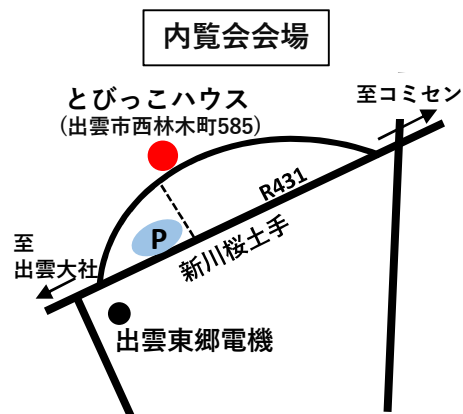 内覧会会場
とびっこハウス
(出雲市西林木町585)
至コミセン
R431
P
新川桜土手
至
出雲大社
出雲東郷電機